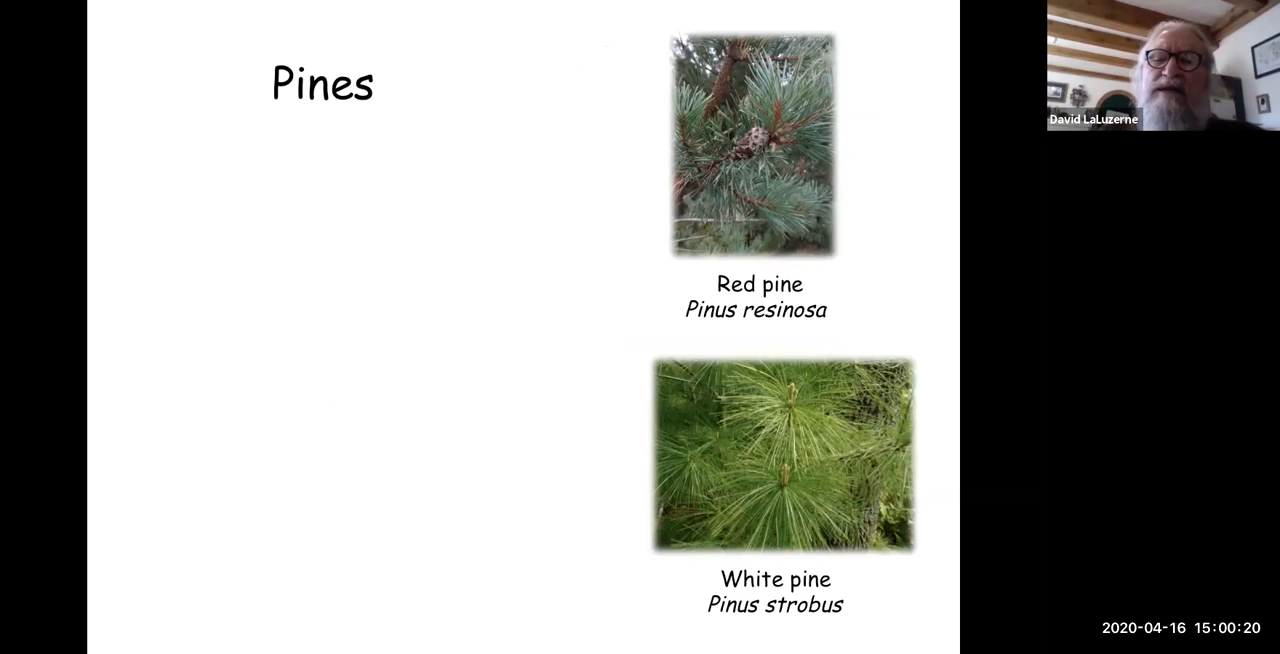 Pines
Red pine
Pinus resinosa
White pine
Pinus strobus
David LaLuzerne
2020-04-16 15:00:20